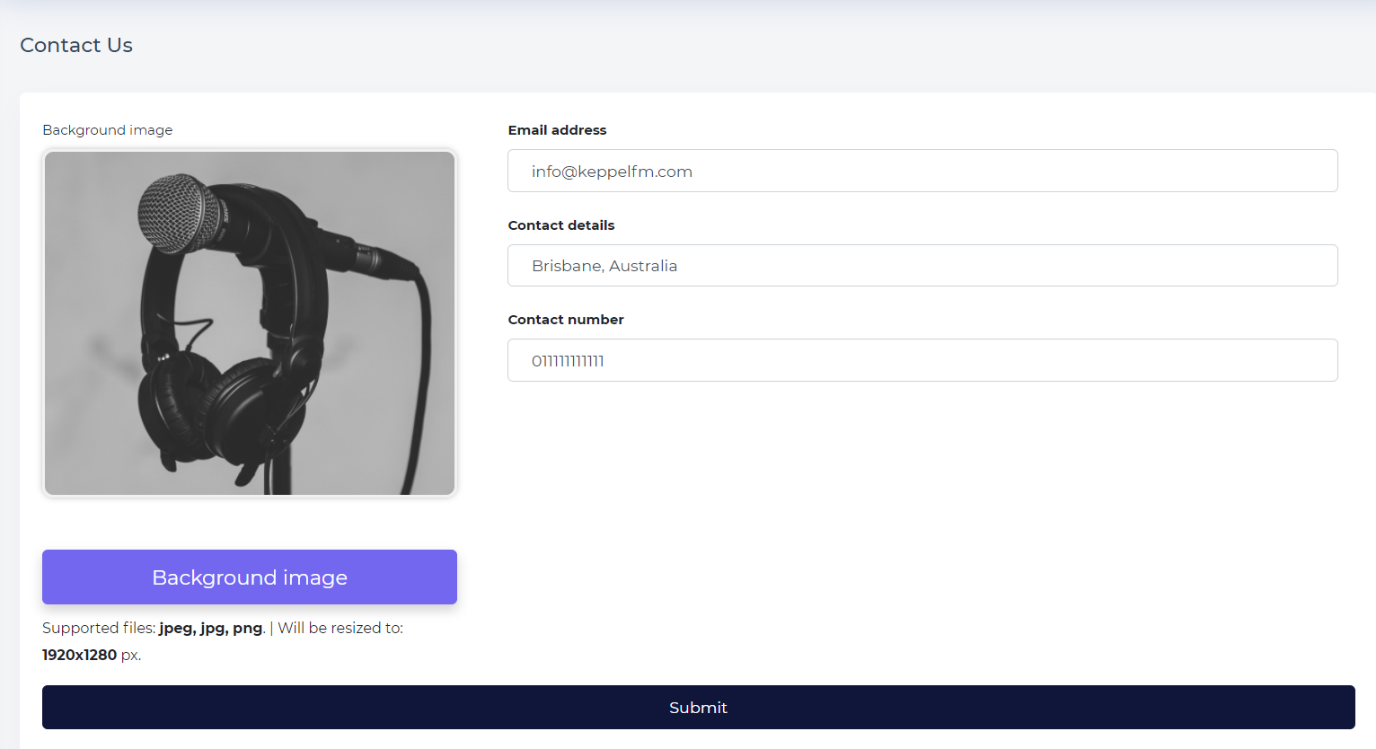 Contact Us
Background image
Email address
info@keppelfm.com
Contact details
Brisbane, Australia
Contact number
011111111111
Background image
Supported files: jpeg, jpg, png. | Will be resized to:
1920x1280 px.
Submit